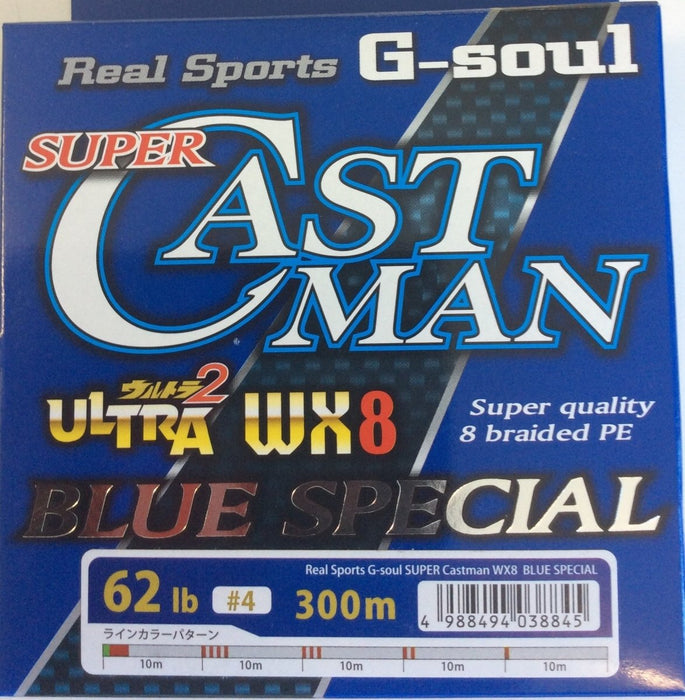 Real Sports G-soul
SUPER
CAST
MAN
ウルトラ2
ULTRA WX8
Super quality
8 braided PE
BLUE SPECIAL
Real Sports G-soul SUPER Castman WX8 BLUE SPECIAL
62 lb #4 300m
4 988494 038845
ラインカラーパターン
10m 10m 10m 10m 10m